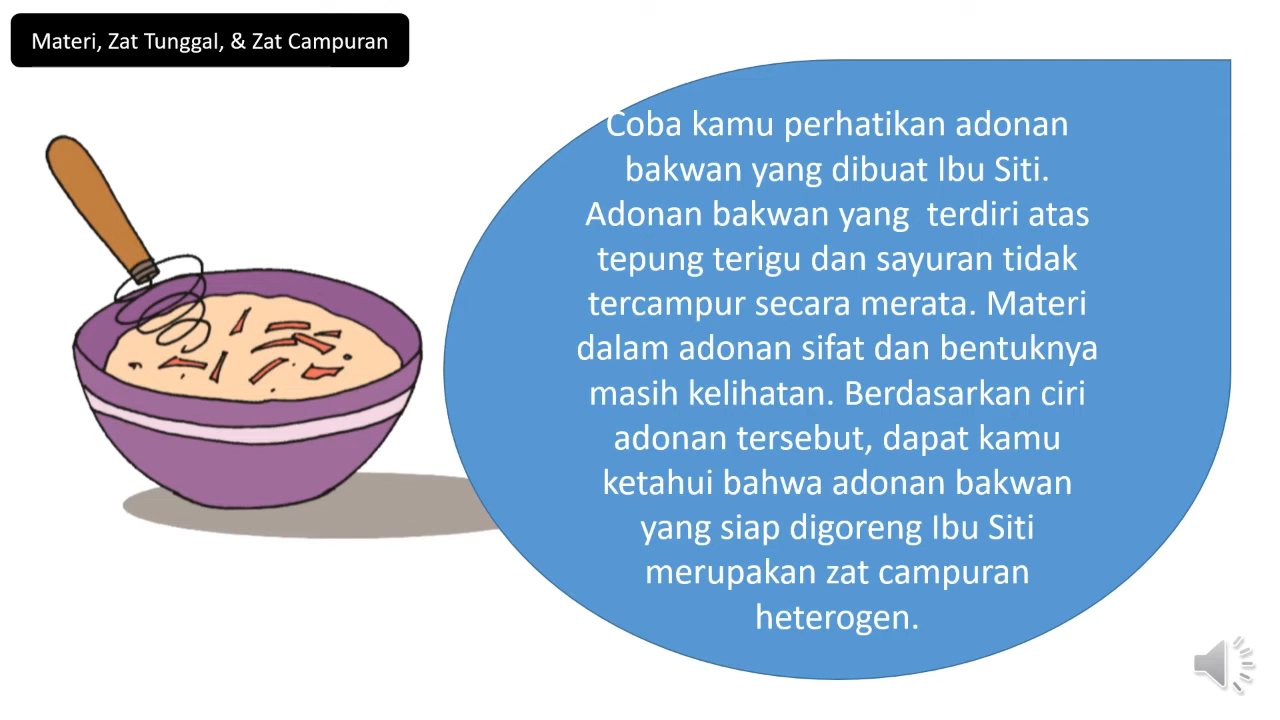 Materi, Zat Tunggal, & Zat Campuran
Coba kamu perhatikan adonan
bakwan yang dibuat Ibu Siti.
Adonan bakwan yang  terdiri atas
tepung terigu dan sayuran tidak
tercampur secara merata. Materi
dalam adonan sifat dan bentuknya
masih kelihatan. Berdasarkan ciri
adonan tersebut, dapat kamu
ketahui bahwa adonan bakwan
yang siap digoreng Ibu Siti
merupakan zat campuran
heterogen.